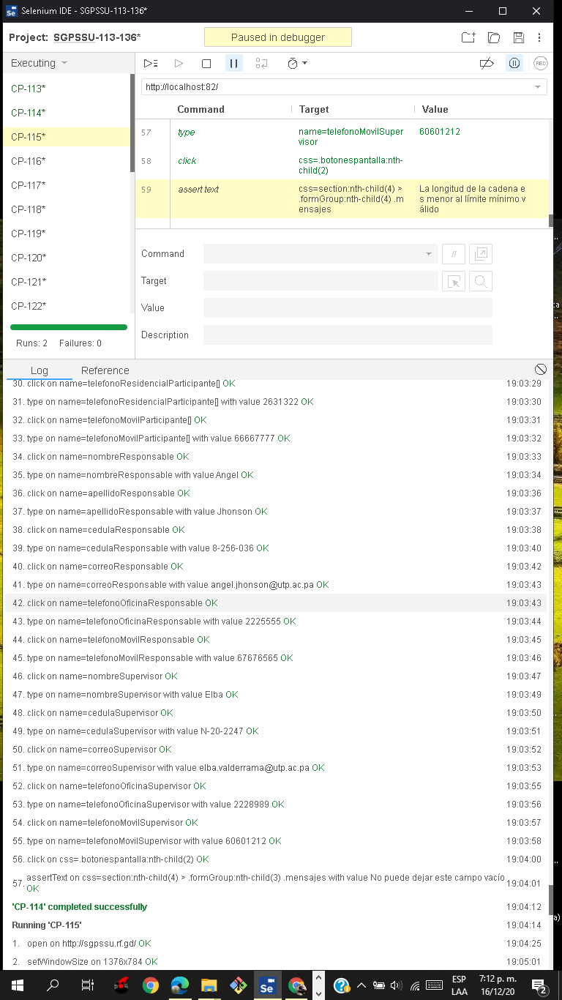 Selenium IDE - SGPSSU-113-136*
Project: SGPSSU-113-136*
Paused in debugger
Executing
CP-113*
CP-114*
CP-115*
CP-116*
CP-117*
CP-118*
CP-119*
CP-120*
CP-121*
CP-122*
Runs: 2 Failures: 0
REC
http://localhost:82/
Command Target Value
57 type name=telefonoMovilSuper 60601212
visor
58 click css=.botonespantalla:nth-
child(2)
59 assert text css=section:nth-child(4) > La longitud de la cadena e
.formGroup:nth-child(4) .m s menor al límite mínimo v
ensajes álido
Command //
Target
Value
Description
Log Reference
30. click on name=telefonoResidencialParticipante[] OK 19:03:29
31. type on name=telefonoResidencialParticipante[] with value 2631322 OK 19:03:30
32. click on name=telefonoMovilParticipante[] OK 19:03:31
33. type on name=telefonoMovilParticipante[] with value 66667777 OK 19:03:32
34. click on name=nombreResponsable OK 19:03:33
35. type on name=nombreResponsable with value Angel OK 19:03:34
36. click on name=apellidoResponsable OK 19:03:36
37. type on name=apellidoResponsable with value Jhonson OK 19:03:37
38. click on name=cedulaResponsable OK 19:03:38
39. type on name=cedulaResponsable with value 8-256-036 OK 19:03:40
40. click on name=correoResponsable OK 19:03:42
41. type on name=correoResponsable with value angel.jhonson@utp.ac.pa OK 19:03:43
42. click on name=telefonoOficinaResponsable OK 19:03:43
43. type on name=telefonoOficinaResponsable with value 2225555 OK 19:03:44
44. click on name=telefonoMovilResponsable OK 19:03:45
45. type on name=telefonoMovilResponsable with value 67676565 OK 19:03:46
46. click on name=nombreSupervisor OK 19:03:47
47. type on name=nombreSupervisor with value Elba OK 19:03:49
48. click on name=cedulaSupervisor OK 19:03:50
49. type on name=cedulaSupervisor with value N-20-2247 OK 19:03:51
50. click on name=correoSupervisor OK 19:03:52
51. type on name=correoSupervisor with value elba.valderrama@utp.ac.pa OK 19:03:53
52. click on name=telefonoOficinaSupervisor OK 19:03:55
53. type on name=telefonoOficinaSupervisor with value 2228989 OK 19:03:56
54. click on name=telefonoMovilSupervisor OK 19:03:57
55. type on name=telefonoMovilSupervisor with value 60601212 OK 19:03:58
56. click on css=.botonespantalla:nth-child(2) OK 19:04:00
57. assertText on css=section:nth-child(4) > .formGroup:nth-child(3) .mensajes with value No puede dejar este campo vacío 19:04:01
OK
'CP-114' completed successfully 19:04:12
Running 'CP-115' 19:04:14
1. open on http://sgpssu.rf.gd/ OK 19:04:25
2. setWindowSize on 1376x784 OK 19:05:01
Se
ESP 7:12 p. m.
LAA 16/12/20
2